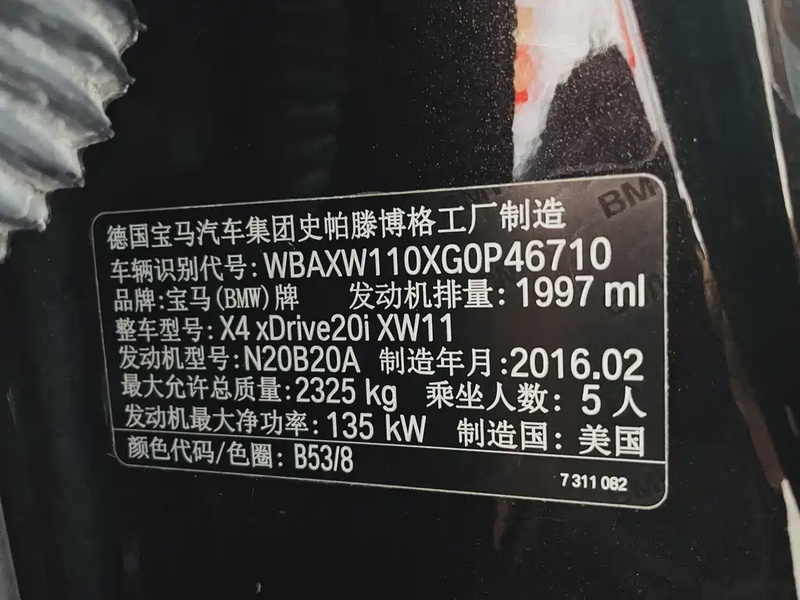 德国宝马汽车集团史帕滕博格工厂制造
车辆识别代号: WBAXW110XG0P46710
品牌:宝马(BMW)牌 发动机排量: 1997 ml
整车型号: X4 xDrive20i XW11
发动机型号: N20B20A 制造年月: 2016.02
最大允许总质量: 2325 kg 乘坐人数: 5 人
发动机最大净功率: 135 kW 制造国: 美国
颜色代码/色圈: B53/8
7 311 082
BMW